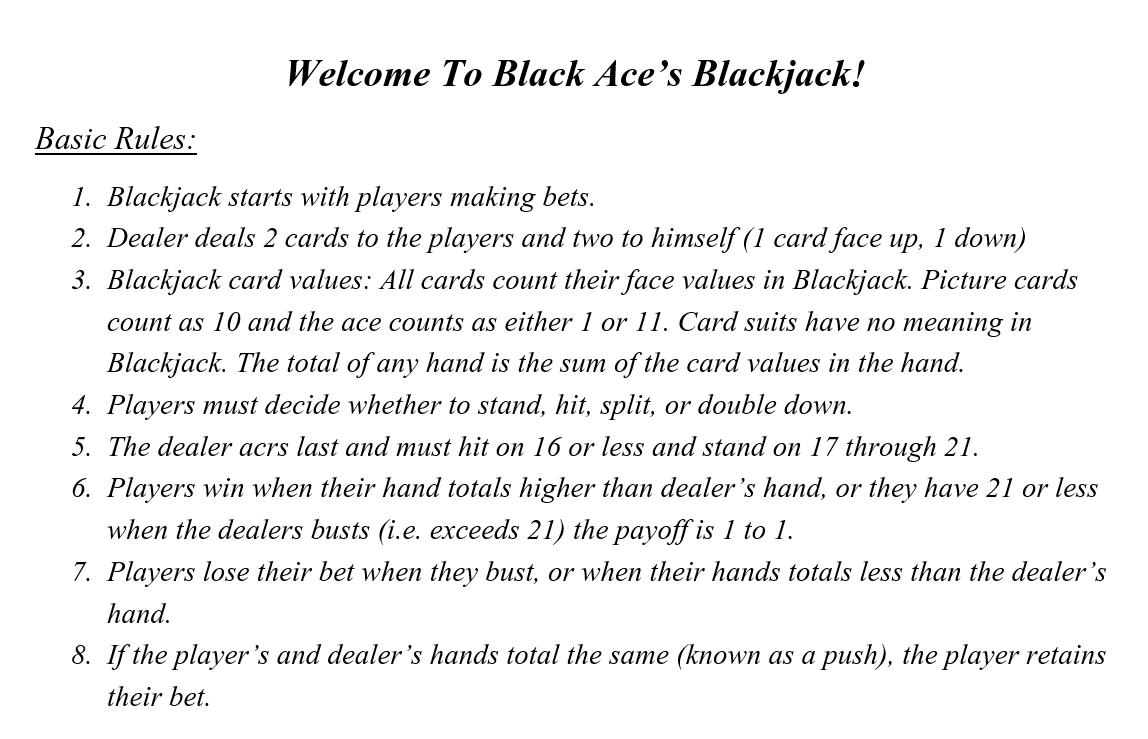 Welcome To Black Ace’s Blackjack!
Basic Rules:
1. Blackjack starts with players making bets.
2. Dealer deals 2 cards to the players and two to himself (1 card face up, 1 down)
3. Blackjack card values: All cards count their face values in Blackjack. Picture cards
count as 10 and the ace counts as either 1 or 11. Card suits have no meaning in
Blackjack. The total of any hand is the sum of the card values in the hand.
4. Players must decide whether to stand, hit, split, or double down.
5. The dealer acrs last and must hit on 16 or less and stand on 17 through 21.
6. Players win when their hand totals higher than dealer’s hand, or they have 21 or less
when the dealers busts (i.e. exceeds 21) the payoff is 1 to 1.
7. Players lose their bet when they bust, or when their hands totals less than the dealer’s
hand.
8. If the player’s and dealer’s hands total the same (known as a push), the player retains
their bet.